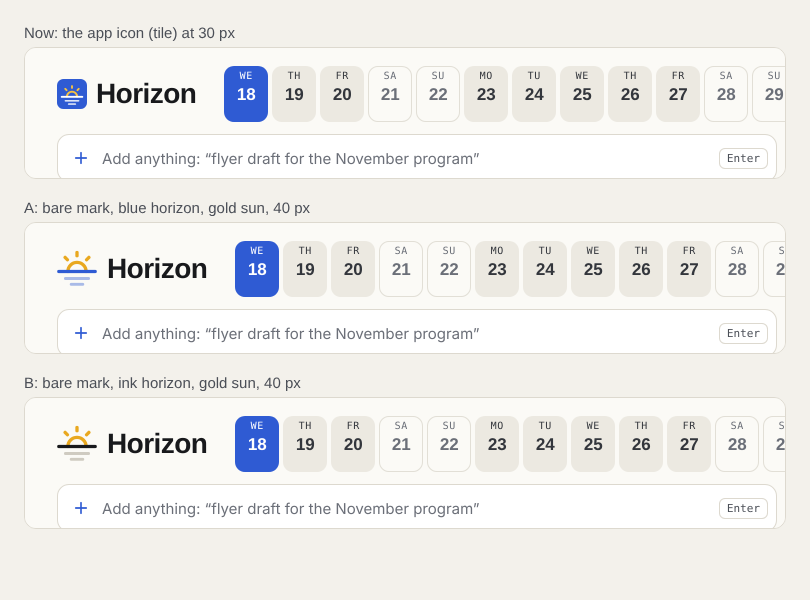 Now: the app icon (tile) at 30 px
Horizon
WE TH FR SA SU MO TU WE TH FR SA SU
18 19 20 21 22 23 24 25 26 27 28 29
+ Add anything: “flyer draft for the November program” Enter
A: bare mark, blue horizon, gold sun, 40 px
Horizon
WE TH FR SA SU MO TU WE TH FR SA
18 19 20 21 22 23 24 25 26 27 28
+ Add anything: “flyer draft for the November program” Enter
B: bare mark, ink horizon, gold sun, 40 px
Horizon
WE TH FR SA SU MO TU WE TH FR SA
18 19 20 21 22 23 24 25 26 27 28
+ Add anything: “flyer draft for the November program” Enter